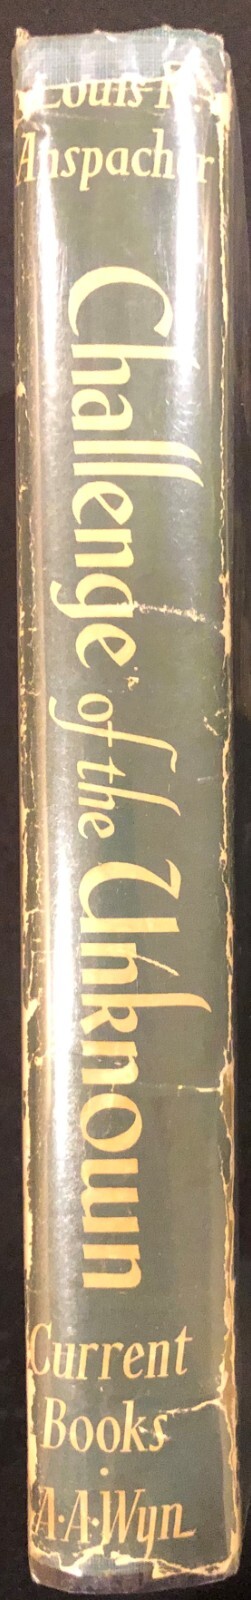 Louis K.
Anspacher
Challenge of the Unknown
Current
Books
A·A·Wyn